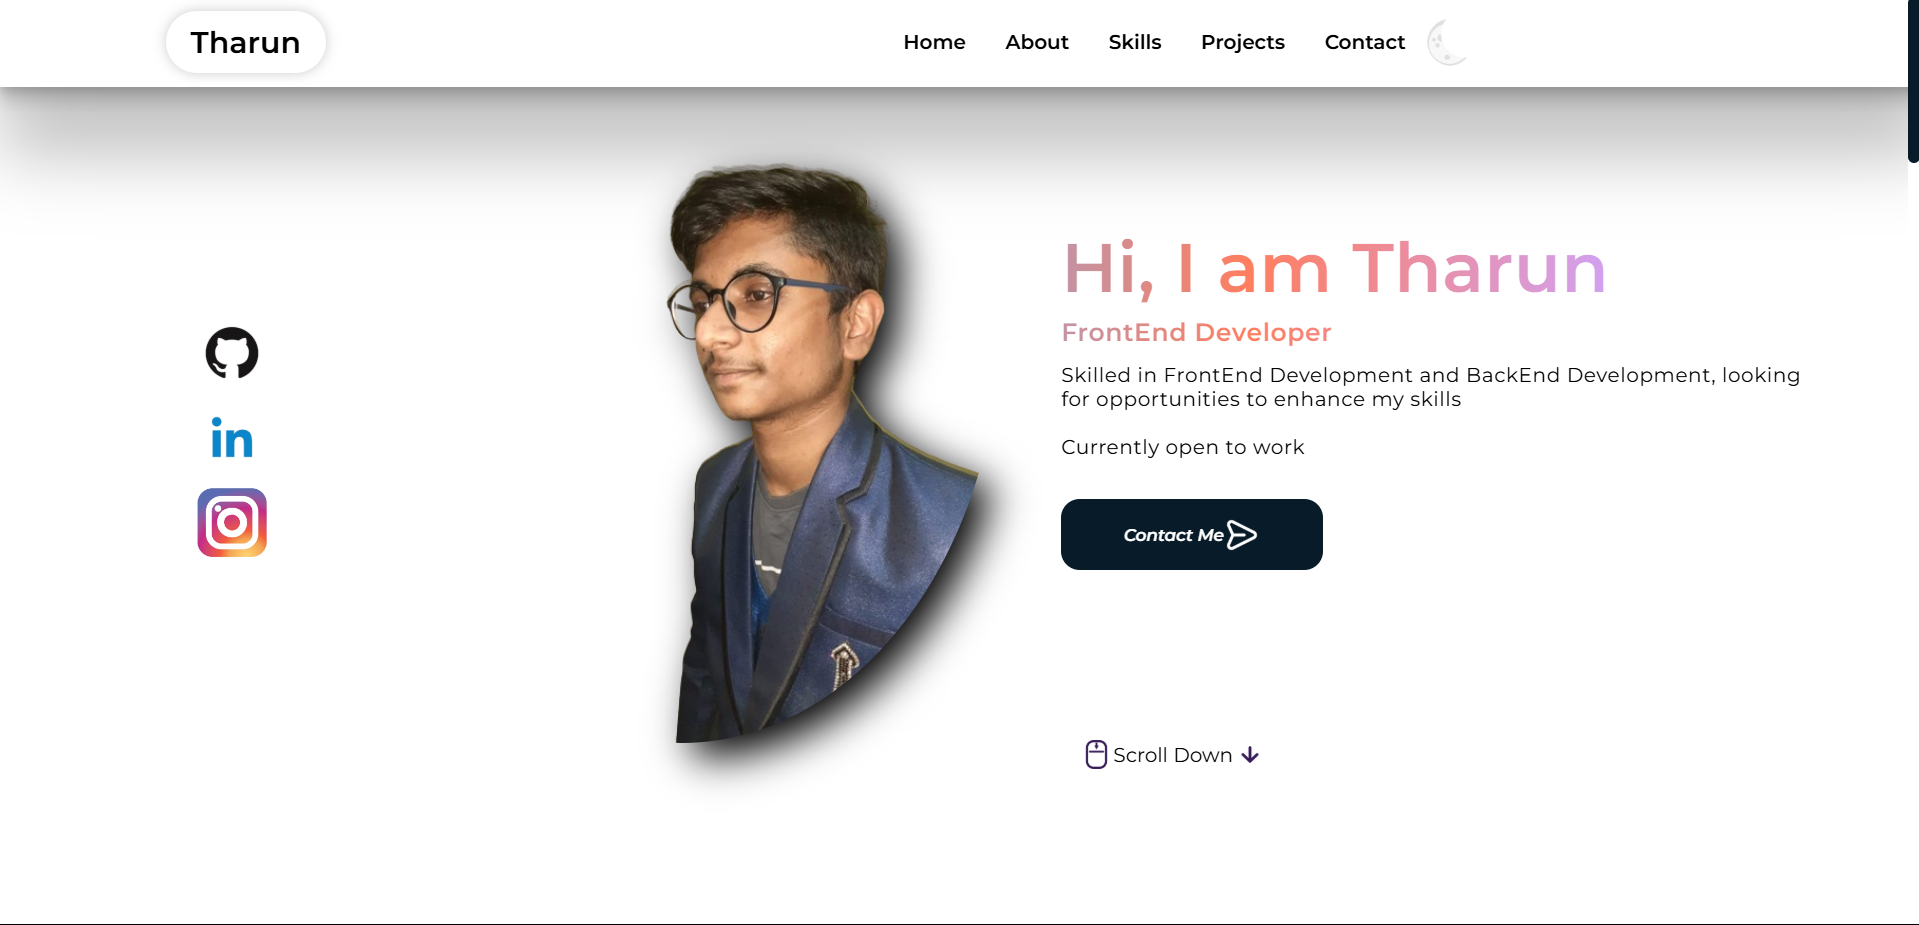 Tharun
Home About Skills Projects Contact
Hi, I am Tharun
FrontEnd Developer
Skilled in FrontEnd Development and BackEnd Development, looking
for opportunities to enhance my skills
Currently open to work
in
Contact Me
Scroll Down